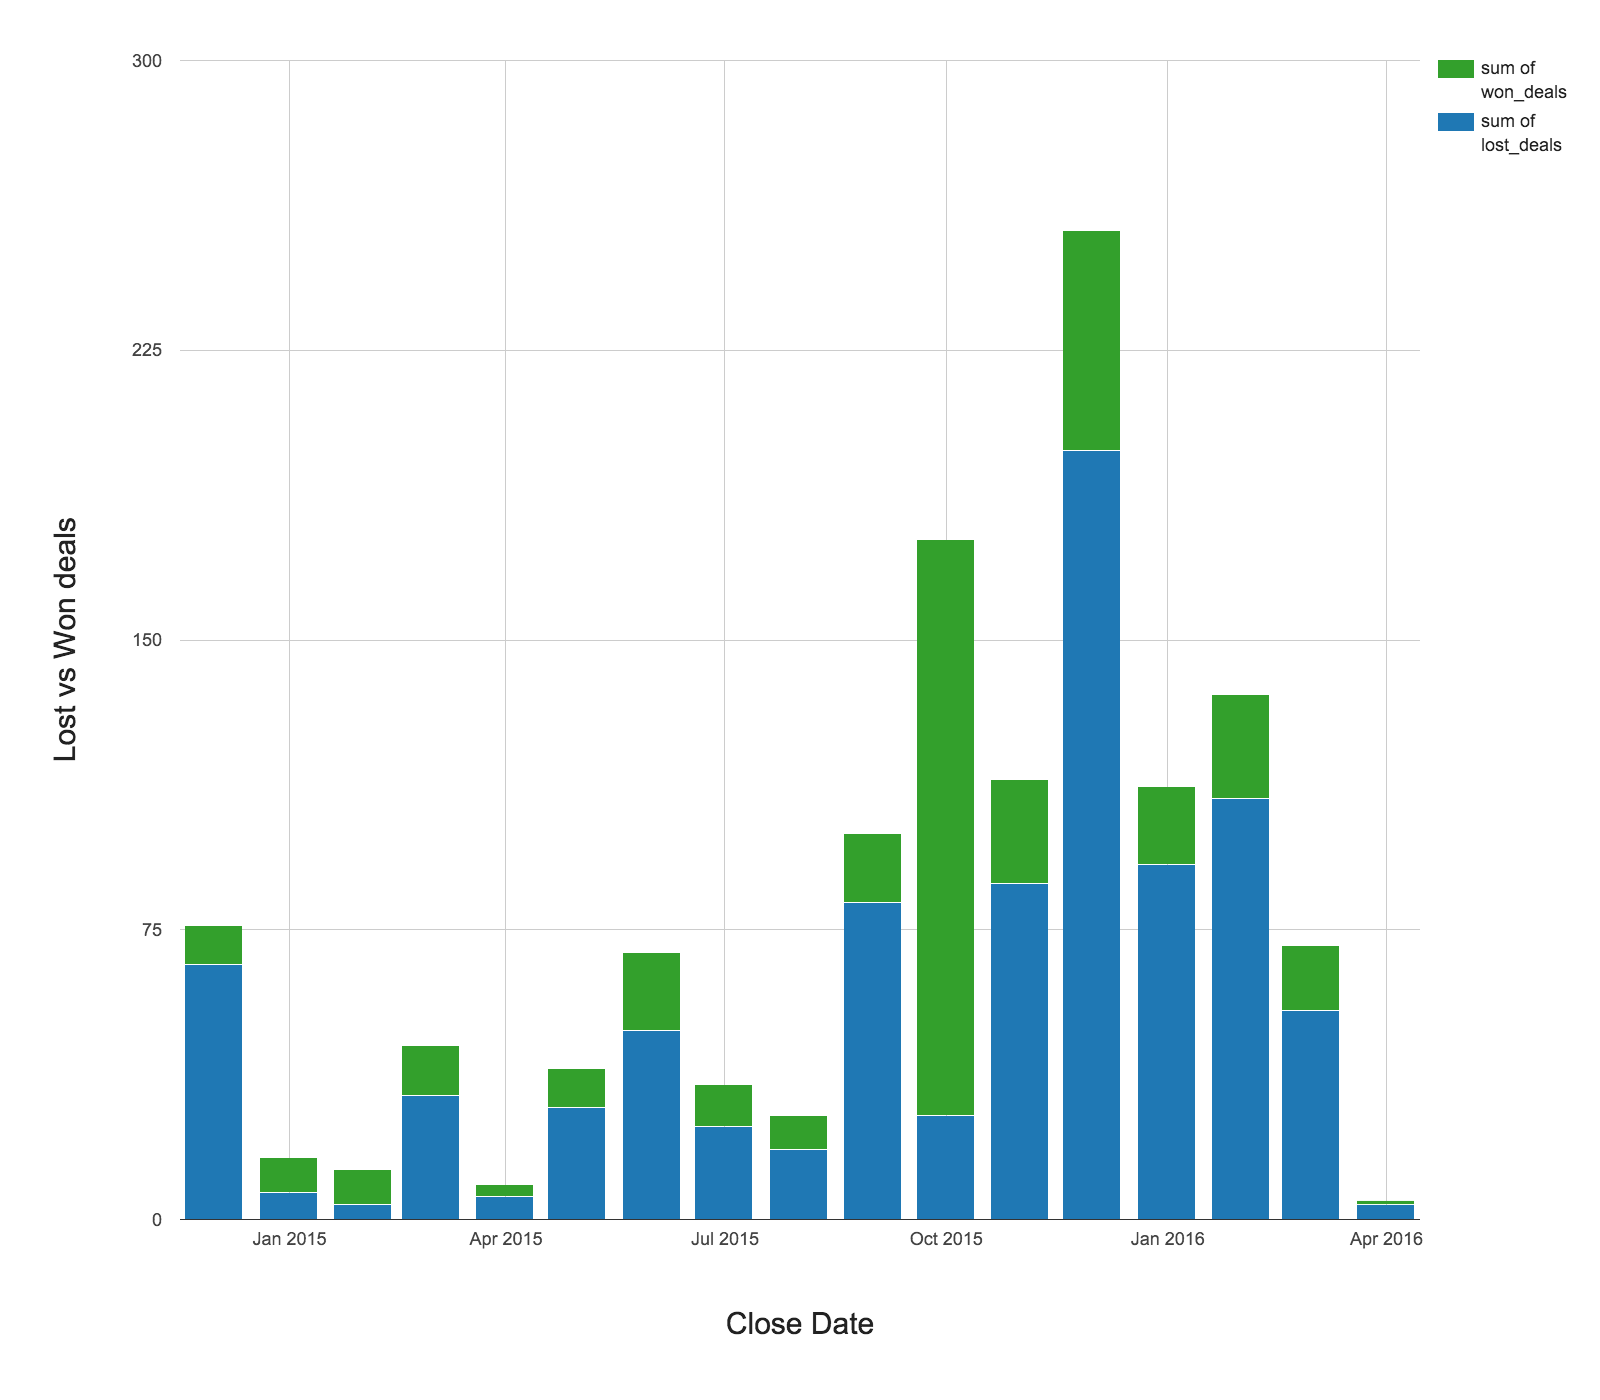 300
225
150
75
0
Lost vs Won deals
Jan 2015
Apr 2015
Jul 2015
Oct 2015
Jan 2016
Apr 2016
Close Date
sum of
won_deals
sum of
lost_deals